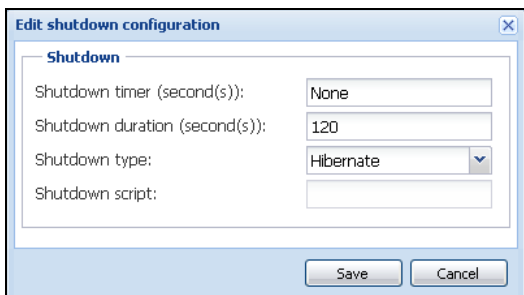 Edit shutdown configuration
Shutdown
Shutdown timer (second(s)): None
Shutdown duration (second(s)): 120
Shutdown type: Hibernate
Shutdown script:
Save Cancel